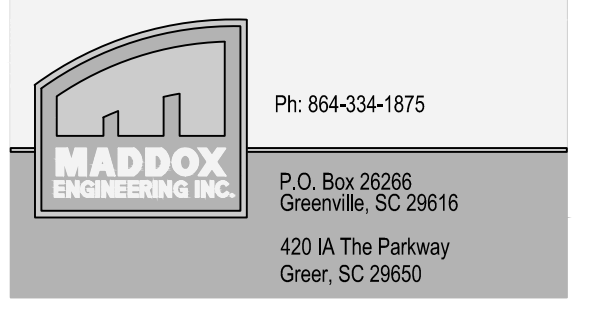 Ph: 864-334-1875
MADDOX
ENGINEERING INC.
P.O. Box 26266
Greenville, SC 29616
420 IA The Parkway
Greer, SC 29650